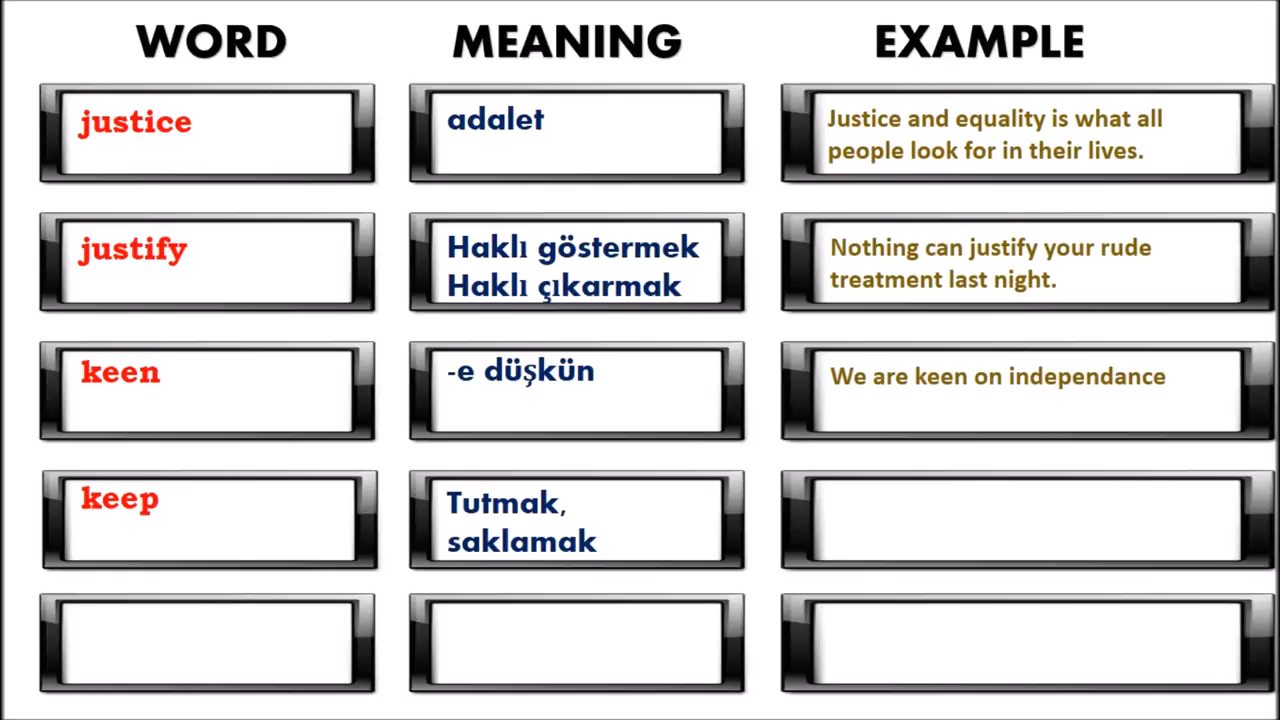 WORD MEANING EXAMPLE
justice
adalet
Justice and equality is what all
people look for in their lives.
justify
Haklı göstermek
Haklı çıkarmak
Nothing can justify your rude
treatment last night.
keen
-e düşkün
We are keen on independance
keep
Tutmak,
saklamak